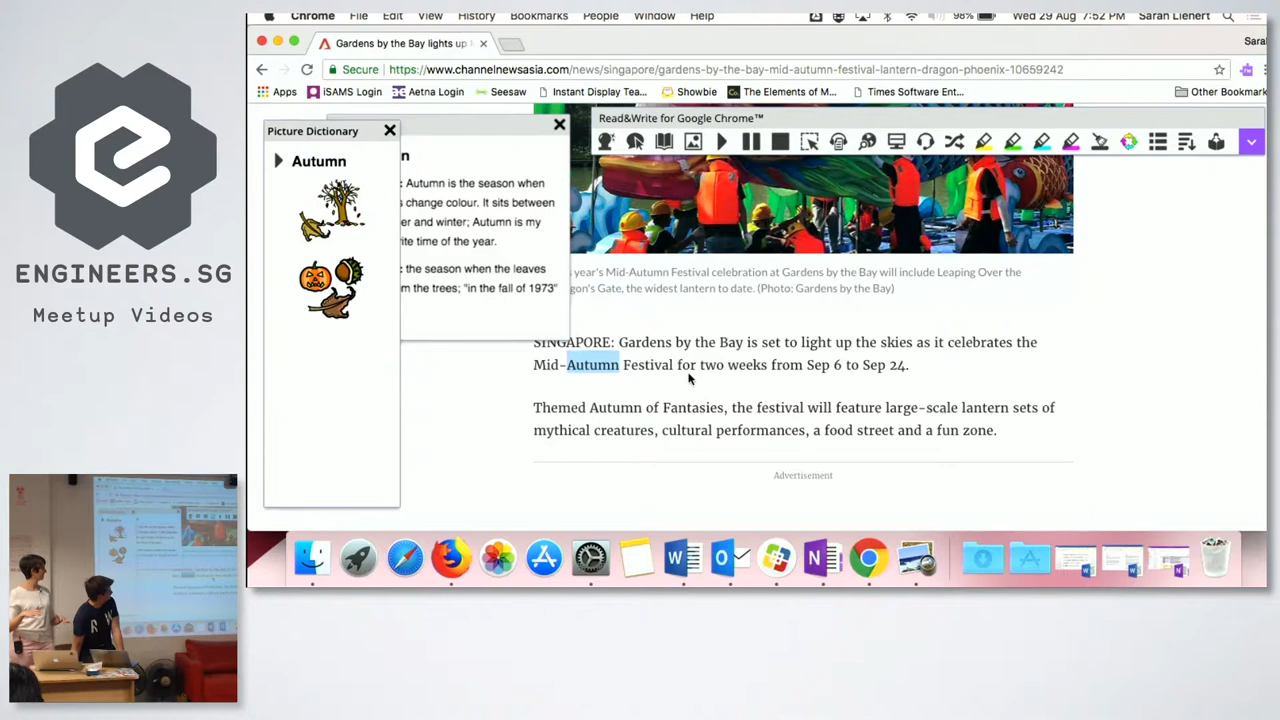 ENGINEERS.SG
Meetup Videos
Chrome File Edit View History Bookmarks People Window Help
98% Wed 29 Aug 7:52 PM Sarah Lienert
Gardens by the Bay lights up
Sarah
Secure https://www.channelnewsasia.com/news/singapore/gardens-by-the-bay-mid-autumn-festival-lantern-dragon-phoenix-10659242
Apps iSAMS Login Aetna Login Seesaw Instant Display Tea... Showbie The Elements of M... Times Software Ent... Other Bookmark
Picture Dictionary
Autumn
n
: Autumn is the season when
change colour. It sits between
er and winter; Autumn is my
rite time of the year.
: the season when the leaves
m the trees; "in the fall of 1973"
Read&Write for Google Chrome™
year's Mid-Autumn Festival celebration at Gardens by the Bay will include Leaping Over the
gon's Gate, the widest lantern to date. (Photo: Gardens by the Bay)
SINGAPORE: Gardens by the Bay is set to light up the skies as it celebrates the
Mid-Autumn Festival for two weeks from Sep 6 to Sep 24.
Themed Autumn of Fantasies, the festival will feature large-scale lantern sets of
mythical creatures, cultural performances, a food street and a fun zone.
Advertisement